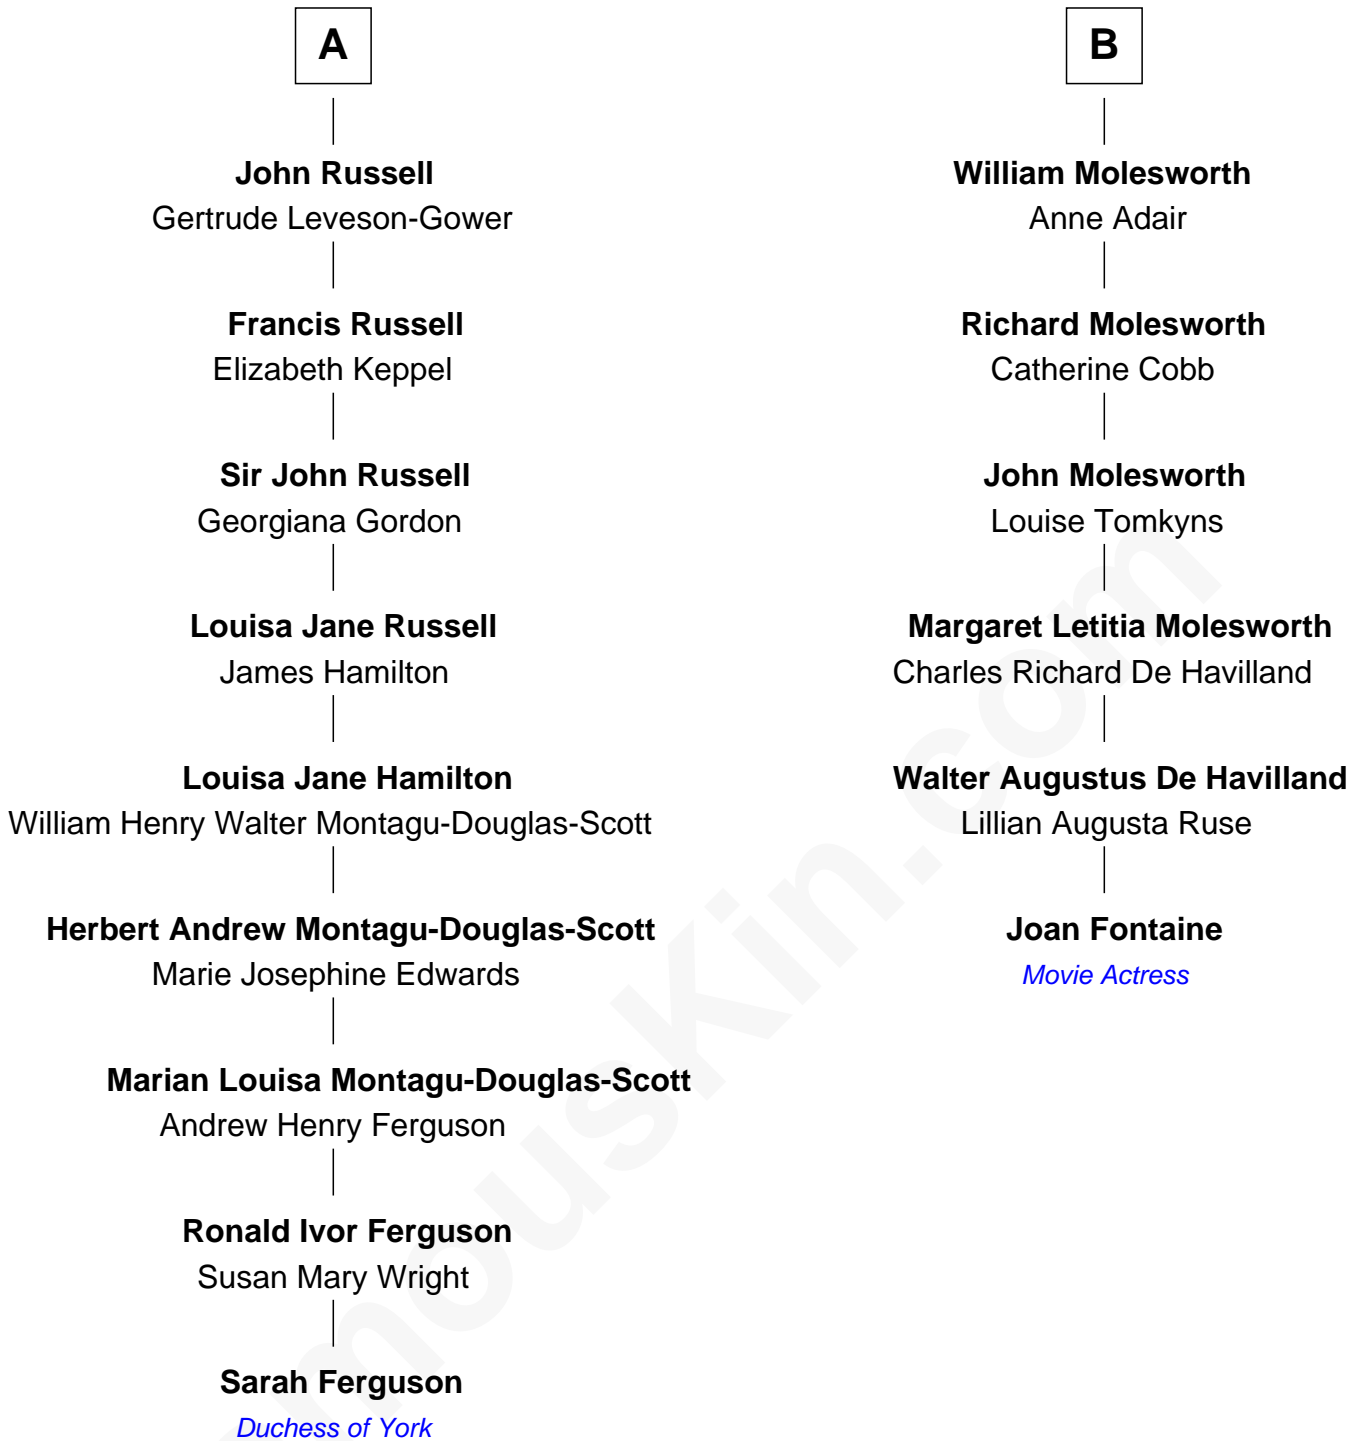 A
John Russell
Gertrude Leveson-Gower
Francis Russell
Elizabeth Keppel
Sir John Russell
Georgiana Gordon
Louisa Jane Russell
James Hamilton
Louisa Jane Hamilton
William Henry Walter Montagu-Douglas-Scott
Herbert Andrew Montagu-Douglas-Scott
Marie Josephine Edwards
Marian Louisa Montagu-Douglas-Scott
Andrew Henry Ferguson
Ronald Ivor Ferguson
Susan Mary Wright
Sarah Ferguson
Duchess of York
B
William Molesworth
Anne Adair
Richard Molesworth
Catherine Cobb
John Molesworth
Louise Tomkyns
Margaret Letitia Molesworth
Charles Richard De Havilland
Walter Augustus De Havilland
Lillian Augusta Ruse
Joan Fontaine
Movie Actress
mousKin.com